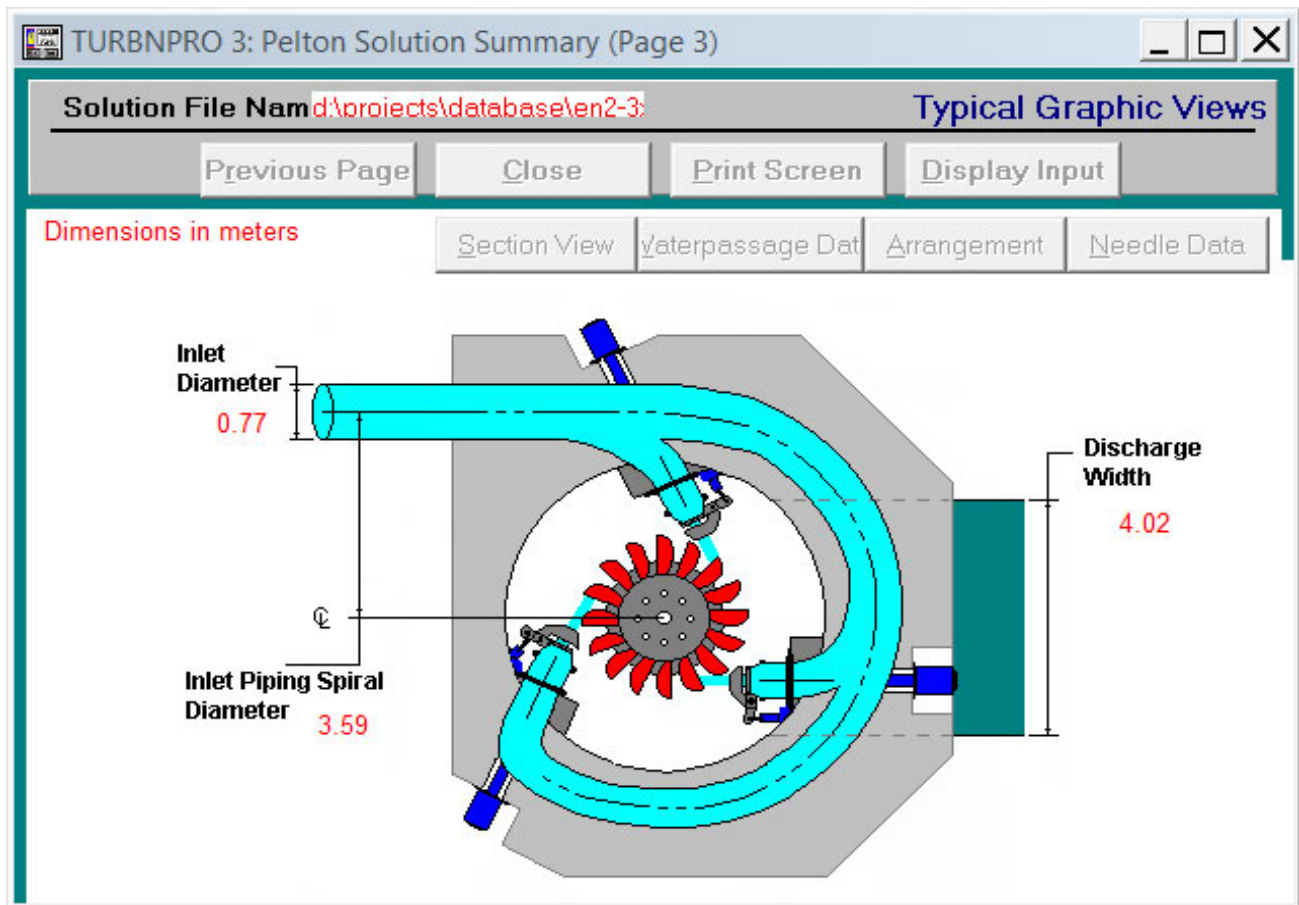 TURBNPRO 3: Pelton Solution Summary (Page 3)
Solution File Nam d:\projects\database\en2-3
Typical Graphic Views
Previous Page Close Print Screen Display Input
Dimensions in meters
Section View Vaterpassage Dat Arrangement Needle Data
Inlet
Diameter
0.77
Discharge
Width
4.02
℄
Inlet Piping Spiral
Diameter
3.59